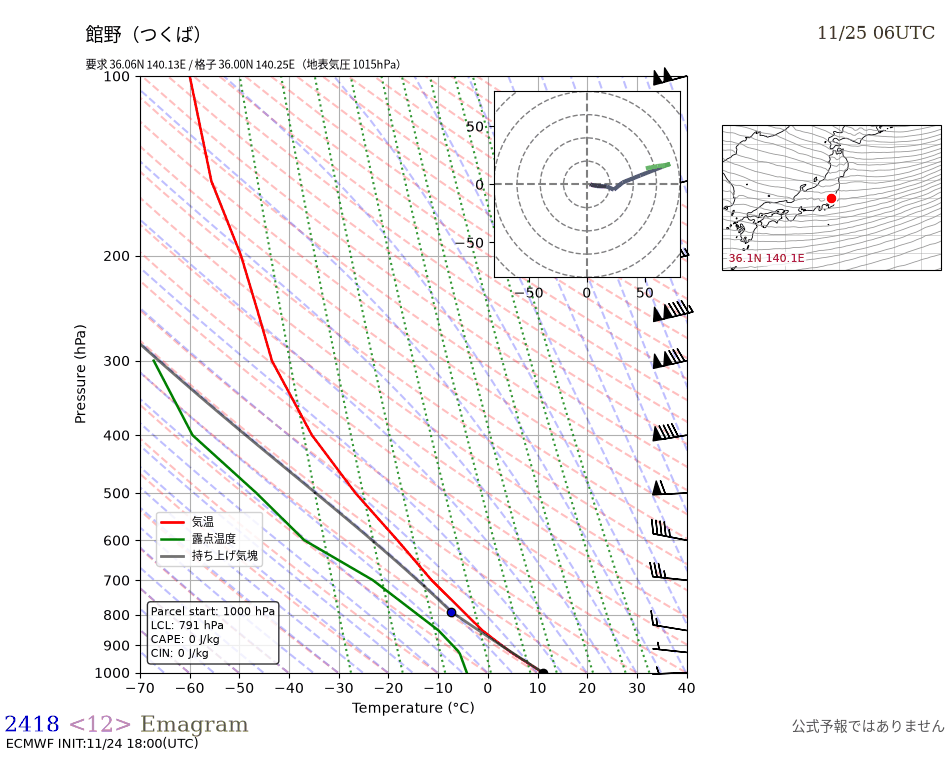 館野（つくば）
11/25 06UTC
要求 36.06N 140.13E / 格子 36.00N 140.25E（地表気圧 1015hPa）
100
200
300
400
500
600
700
800
900
1000
Pressure (hPa)
50
0
−50
−50 0 50
36.1N 140.1E
気温
露点温度
持ち上げ気塊
Parcel start: 1000 hPa
LCL: 791 hPa
CAPE: 0 J/kg
CIN: 0 J/kg
−70 −60 −50 −40 −30 −20 −10 0 10 20 30 40
Temperature (°C)
2418 <12> Emagram
公式予報ではありません
ECMWF INIT:11/24 18:00(UTC)